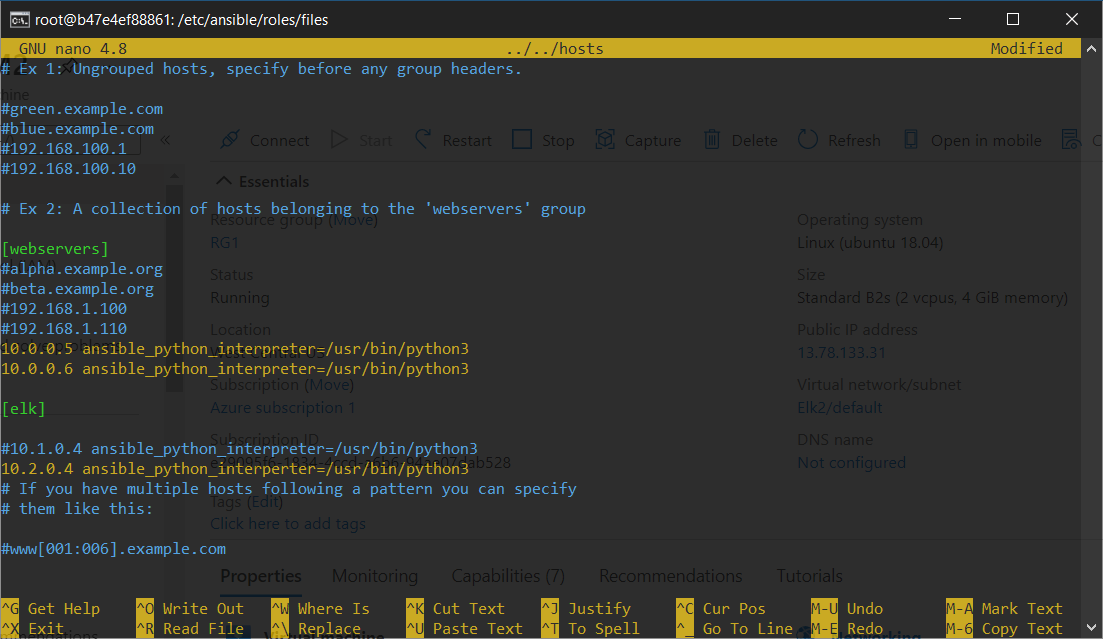 root@b47e4ef88861: /etc/ansible/roles/files
GNU nano 4.8 ../../hosts Modified
# Ex 1: Ungrouped hosts, specify before any group headers.
#green.example.com
#blue.example.com
#192.168.100.1
#192.168.100.10
# Ex 2: A collection of hosts belonging to the 'webservers' group
[webservers]
#alpha.example.org
#beta.example.org
#192.168.1.100
#192.168.1.110
10.0.0.5 ansible_python_interpreter=/usr/bin/python3
10.0.0.6 ansible_python_interpreter=/usr/bin/python3
[elk]
#10.1.0.4 ansible_python_interpreter=/usr/bin/python3
10.2.0.4 ansible_python_interperter=/usr/bin/python3
# If you have multiple hosts following a pattern you can specify
# them like this:
#www[001:006].example.com
^G Get Help ^O Write Out ^W Where Is ^K Cut Text ^J Justify ^C Cur Pos M-U Undo M-A Mark Text
^X Exit ^R Read File ^\ Replace ^U Paste Text ^T To Spell ^_ Go To Line M-E Redo M-6 Copy Text
Connect Start Restart Stop Capture Delete Refresh Open in mobile
Essentials
Resource group (Move)
RG1
Status
Running
Location
Subscription (Move)
Azure subscription 1
Subscription ID
Tags (Edit)
Click here to add tags
Operating system
Linux (ubuntu 18.04)
Size
Standard B2s (2 vcpus, 4 GiB memory)
Public IP address
13.78.133.31
Virtual network/subnet
Elk2/default
DNS name
Not configured
Properties Monitoring Capabilities (7) Recommendations Tutorials
Virtual machine Networking